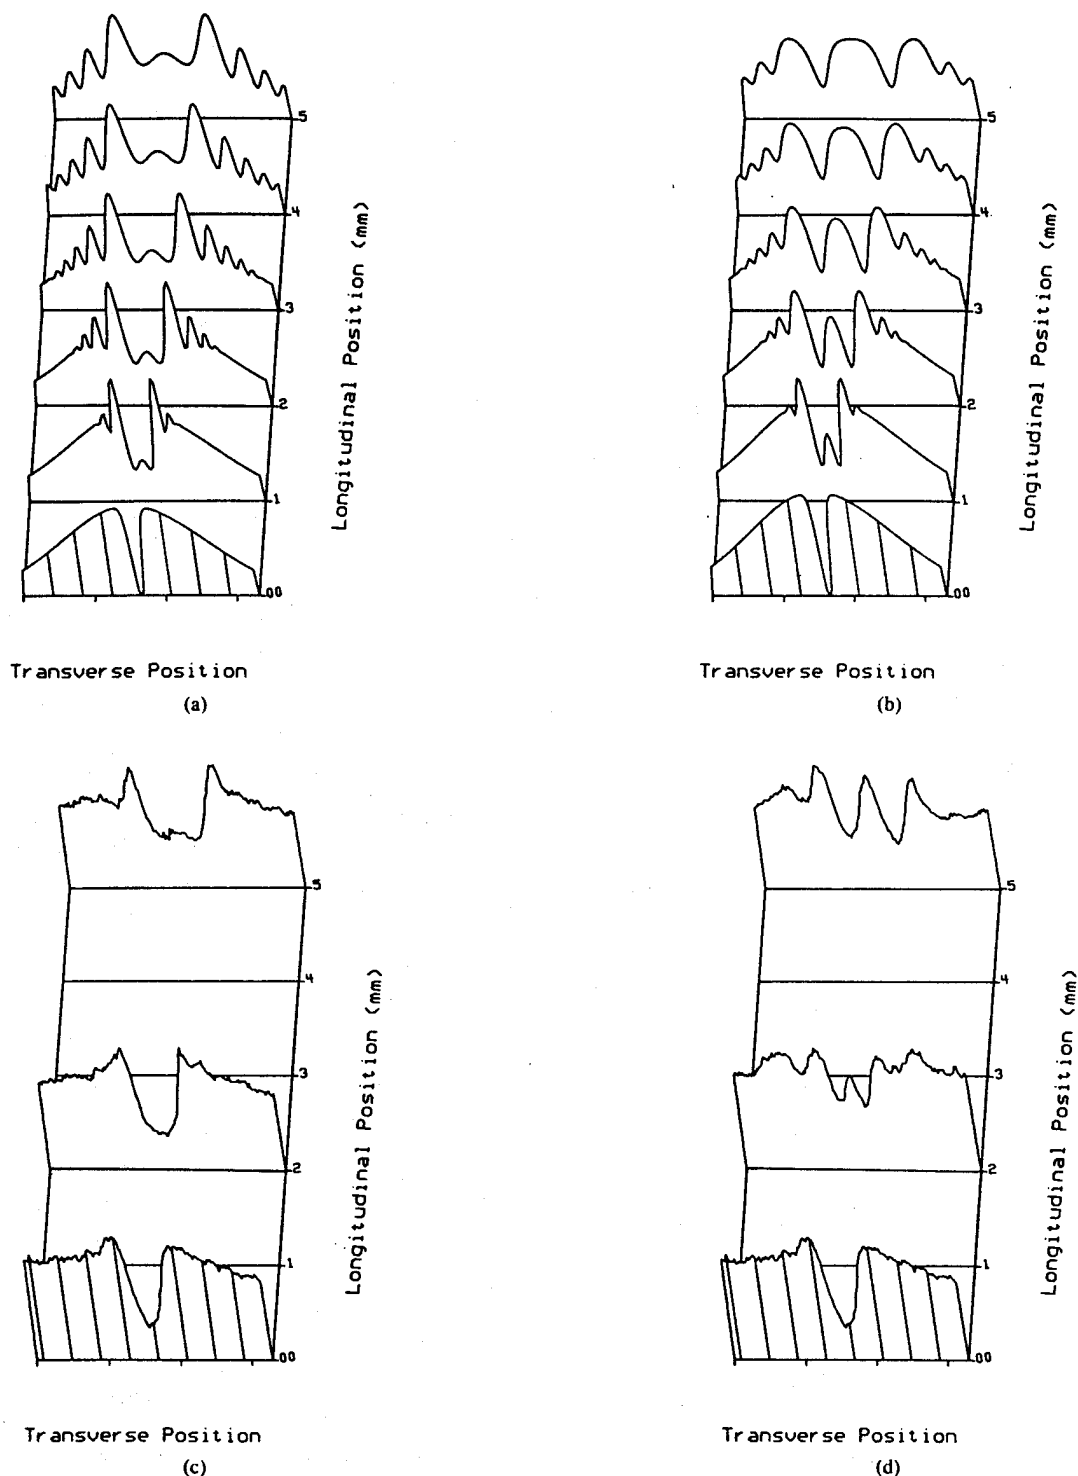 5
4
3
2
1
00
Longitudinal Position (mm)
Transverse Position
(a)
5
4
3
2
1
00
Longitudinal Position (mm)
Transverse Position
(b)
5
4
3
2
1
00
Longitudinal Position (mm)
Transverse Position
(c)
5
4
3
2
1
00
Longitudinal Position (mm)
Transverse Position
(d)